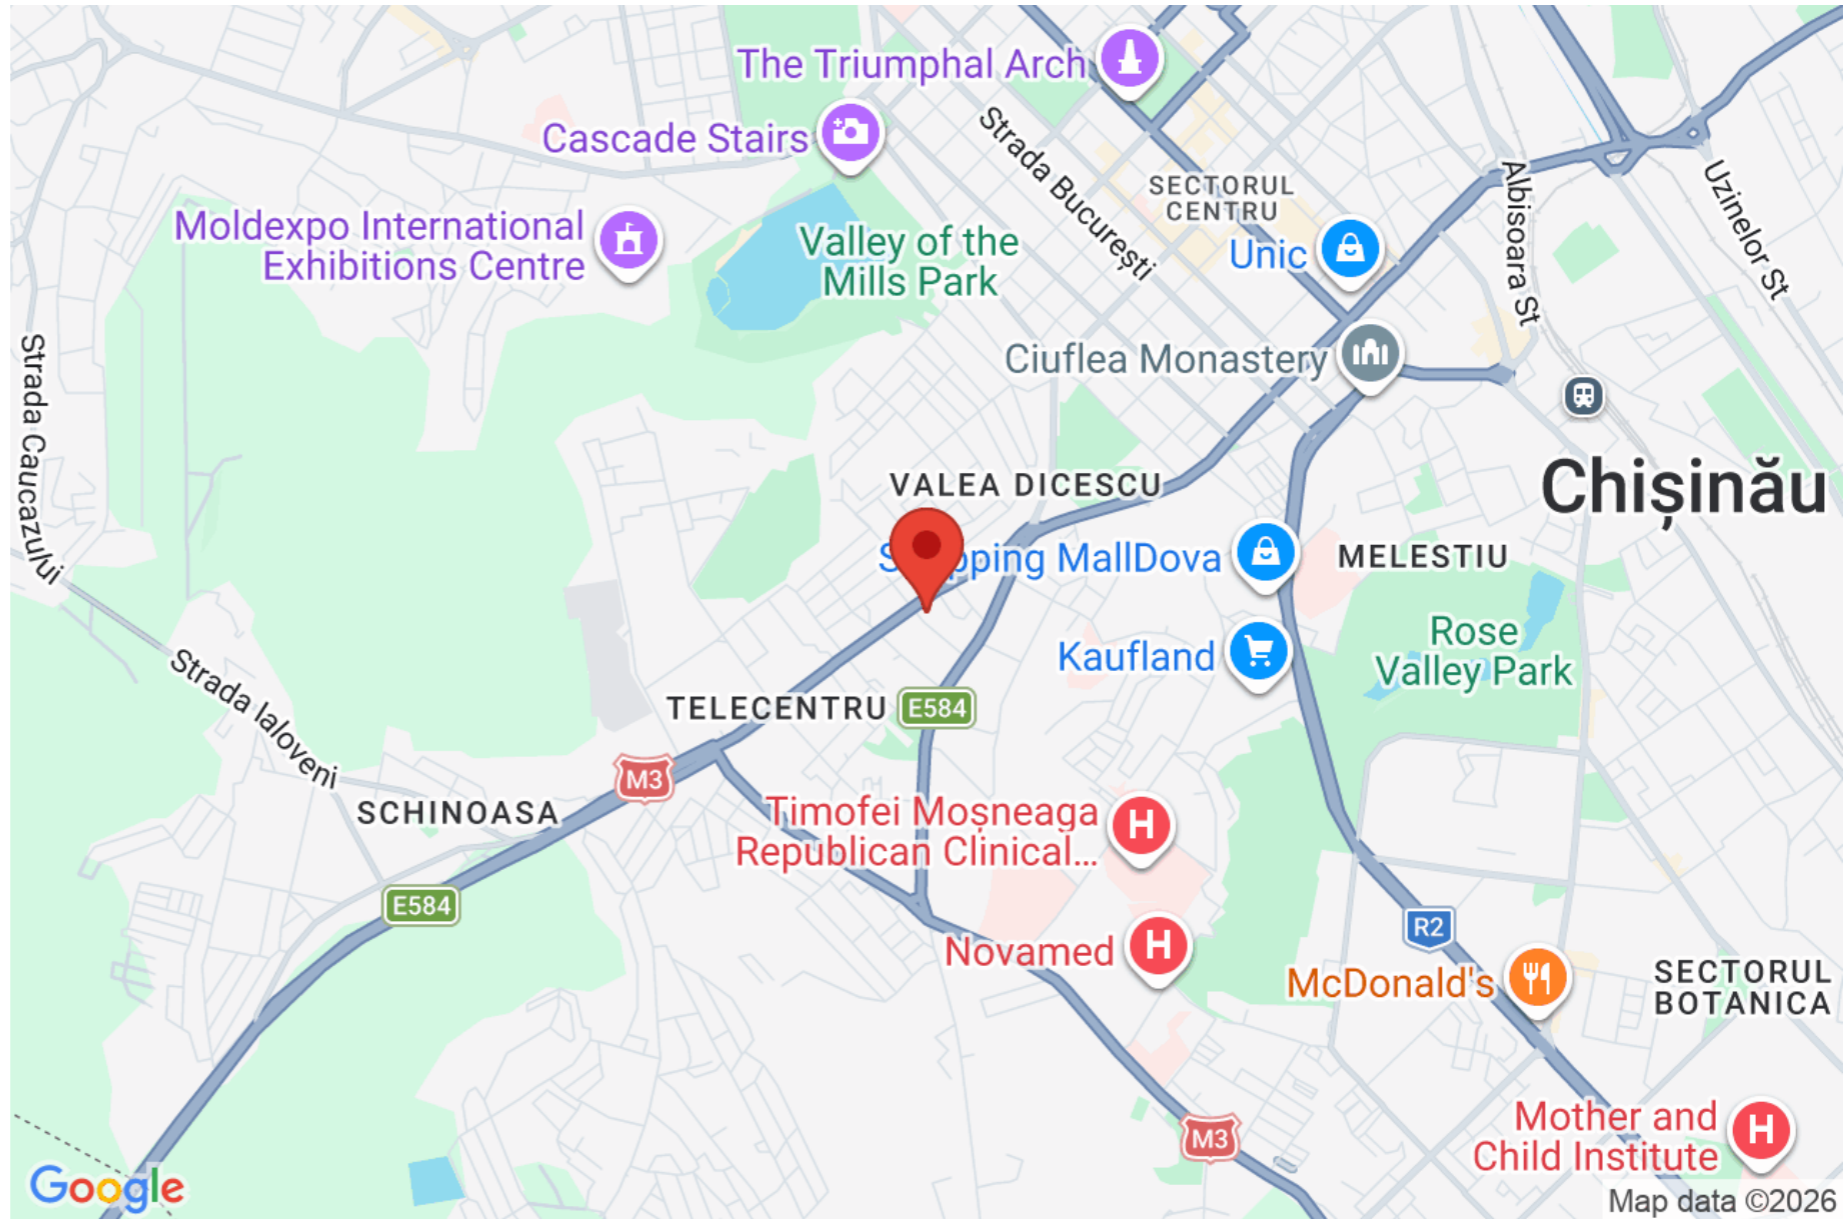 The Triumphal Arch
Cascade Stairs
Strada București
SECTORUL
CENTRU
Albisoara St
Uzinelor St
Moldexpo International
Exhibitions Centre
Valley of the
Mills Park
Unic
Ciuflea Monastery
Strada Caucazului
VALEA DICESCU
Chișinău
MallDova
MELESTIU
Rose
Valley Park
Kaufland
Strada Ialoveni
TELECENTRU
E584
M3
SCHINOASA
Timofei Moșneaga
Republican Clinical...
H
E584
R2
Novamed
H
McDonald's
SECTORUL
BOTANICA
M3
Mother and
Child Institute
H
Google
Map data ©2026